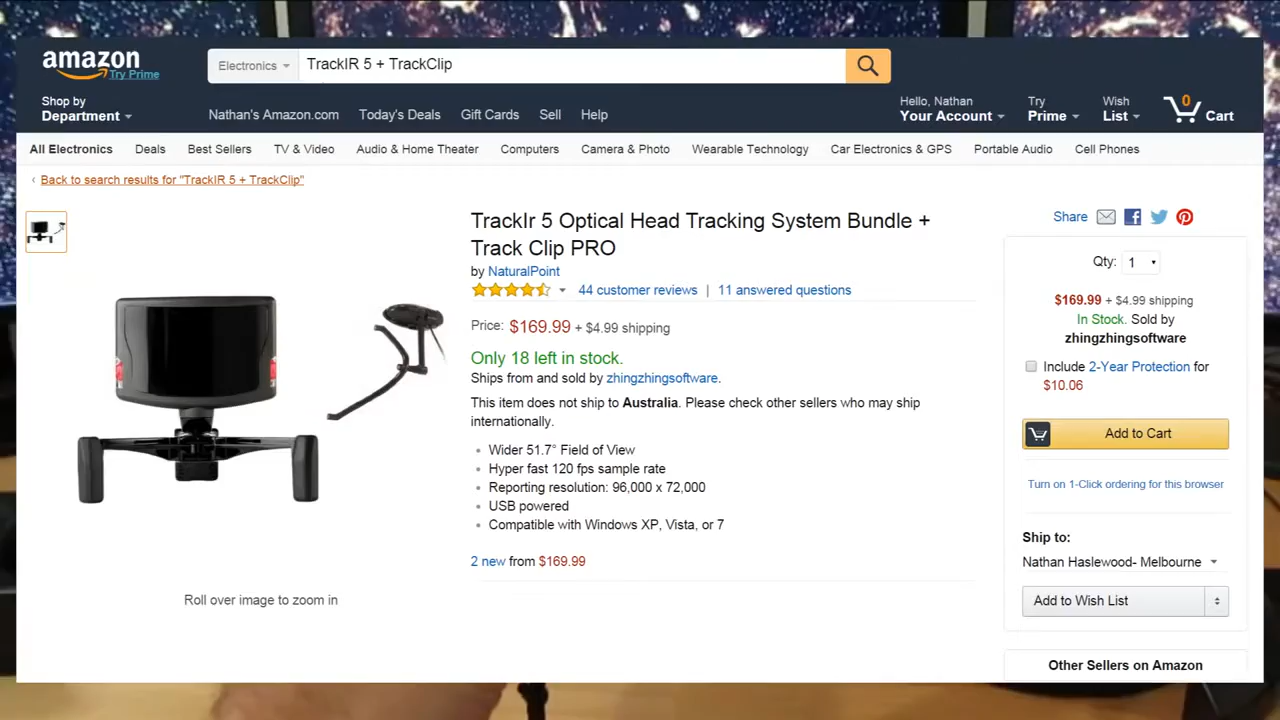 amazon
Try Prime
Electronics
TrackIR 5 + TrackClip
Shop by
Department
Nathan's Amazon.com
Today's Deals
Gift Cards
Sell
Help
Hello, Nathan
Your Account
Try
Prime
Wish
List
0
Cart
All Electronics
Deals
Best Sellers
TV & Video
Audio & Home Theater
Computers
Camera & Photo
Wearable Technology
Car Electronics & GPS
Portable Audio
Cell Phones
‹ Back to search results for "TrackIR 5 + TrackClip"
TrackIr 5 Optical Head Tracking System Bundle +
Track Clip PRO
by NaturalPoint
44 customer reviews | 11 answered questions
Price: $169.99 + $4.99 shipping
Only 18 left in stock.
Ships from and sold by zhingzhingsoftware.
This item does not ship to Australia. Please check other sellers who may ship
internationally.
Wider 51.7° Field of View
Hyper fast 120 fps sample rate
Reporting resolution: 96,000 x 72,000
USB powered
Compatible with Windows XP, Vista, or 7
2 new from $169.99
Roll over image to zoom in
Share
Qty: 1
$169.99 + $4.99 shipping
In Stock. Sold by
zhingzhingsoftware
Include 2-Year Protection for
$10.06
Add to Cart
Turn on 1-Click ordering for this browser
Ship to:
Nathan Haslewood- Melbourne
Add to Wish List
Other Sellers on Amazon